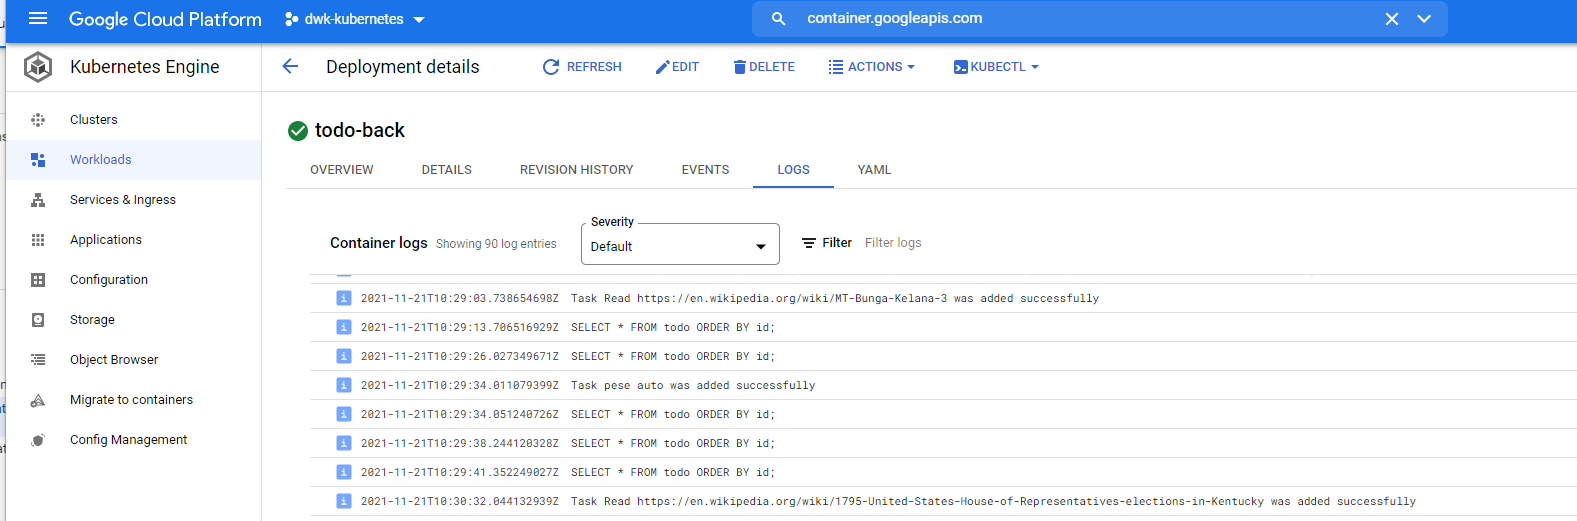 Google Cloud Platform
dwk-kubernetes
container.googleapis.com
Kubernetes Engine
Deployment details
REFRESH
EDIT
DELETE
ACTIONS
KUBECTL
Clusters
Workloads
Services & Ingress
Applications
Configuration
Storage
Object Browser
Migrate to containers
Config Management
todo-back
OVERVIEW
DETAILS
REVISION HISTORY
EVENTS
LOGS
YAML
Container logs Showing 90 log entries
Severity
Default
Filter Filter logs
i 2021-11-21T10:29:03.738654698Z Task Read https://en.wikipedia.org/wiki/MT-Bunga-Kelana-3 was added successfully
i 2021-11-21T10:29:13.706516929Z SELECT * FROM todo ORDER BY id;
i 2021-11-21T10:29:26.027349671Z SELECT * FROM todo ORDER BY id;
i 2021-11-21T10:29:34.011079399Z Task pese auto was added successfully
i 2021-11-21T10:29:34.051240726Z SELECT * FROM todo ORDER BY id;
i 2021-11-21T10:29:38.244120328Z SELECT * FROM todo ORDER BY id;
i 2021-11-21T10:29:41.352249027Z SELECT * FROM todo ORDER BY id;
i 2021-11-21T10:30:32.044132939Z Task Read https://en.wikipedia.org/wiki/1795-United-States-House-of-Representatives-elections-in-Kentucky was added successfully